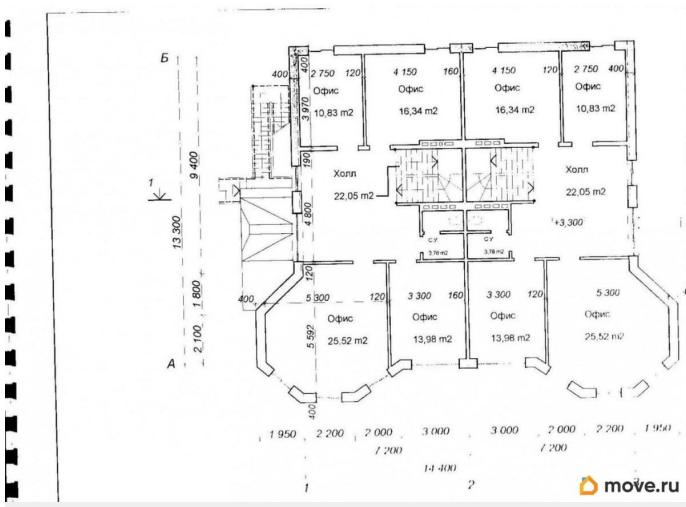 Б
400
2 750
120
4 150
160
4 150
120
2 750
400
400
Офис
Офис
Офис
Офис
10,83 m2
16,34 m2
16,34 m2
10,83 m2
3 970
190
9 400
13 300
1
Холл
22,05 m2
Холл
22,05 m2
+3,300
4 800
су
3,76 m2
су
3,76 m2
120
1 800
400
5 300
120
3 300
160
3 300
120
5 300
Офис
Офис
Офис
Офис
25,52 m2
13,98 m2
13,98 m2
25,52 m2
5 592
2 100
А
400
1 950
2 200
2 000
3 000
3 000
2 000
2 200
1 950
7 200
7 200
14 400
1
2
move.ru